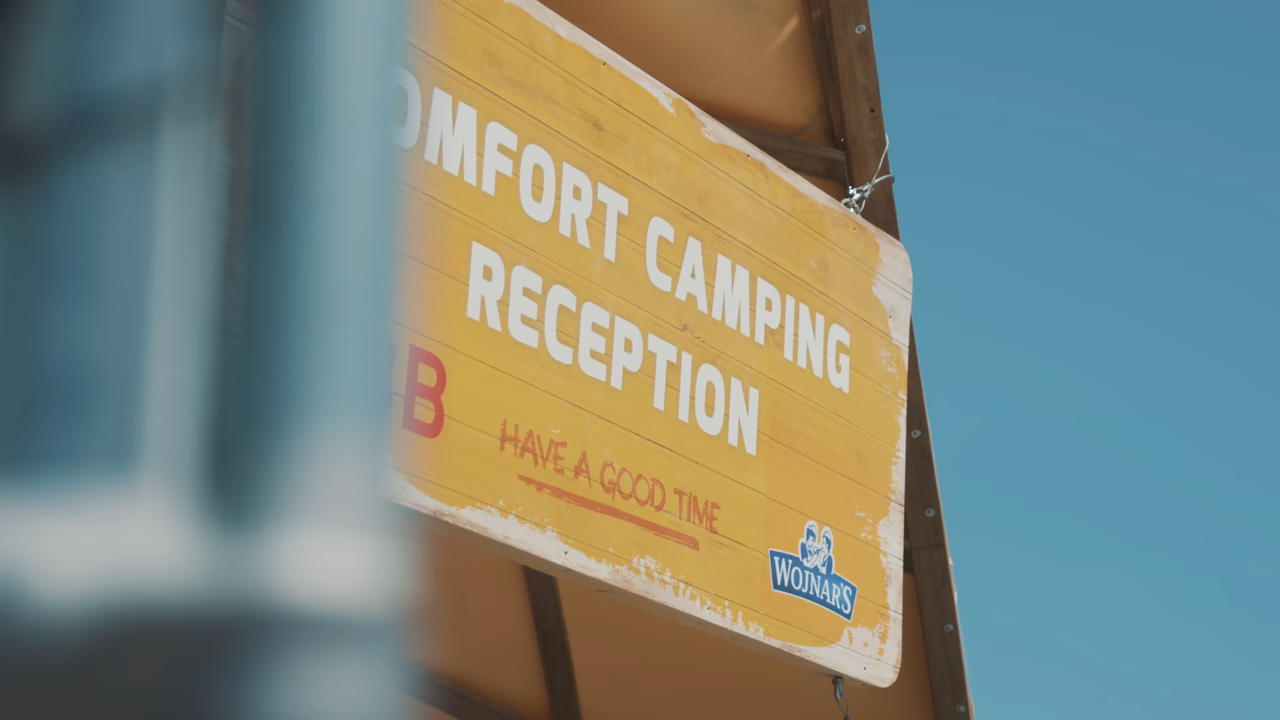 OMFORT CAMPING
RECEPTION
B
HAVE A GOOD TIME
WOJNAR'S